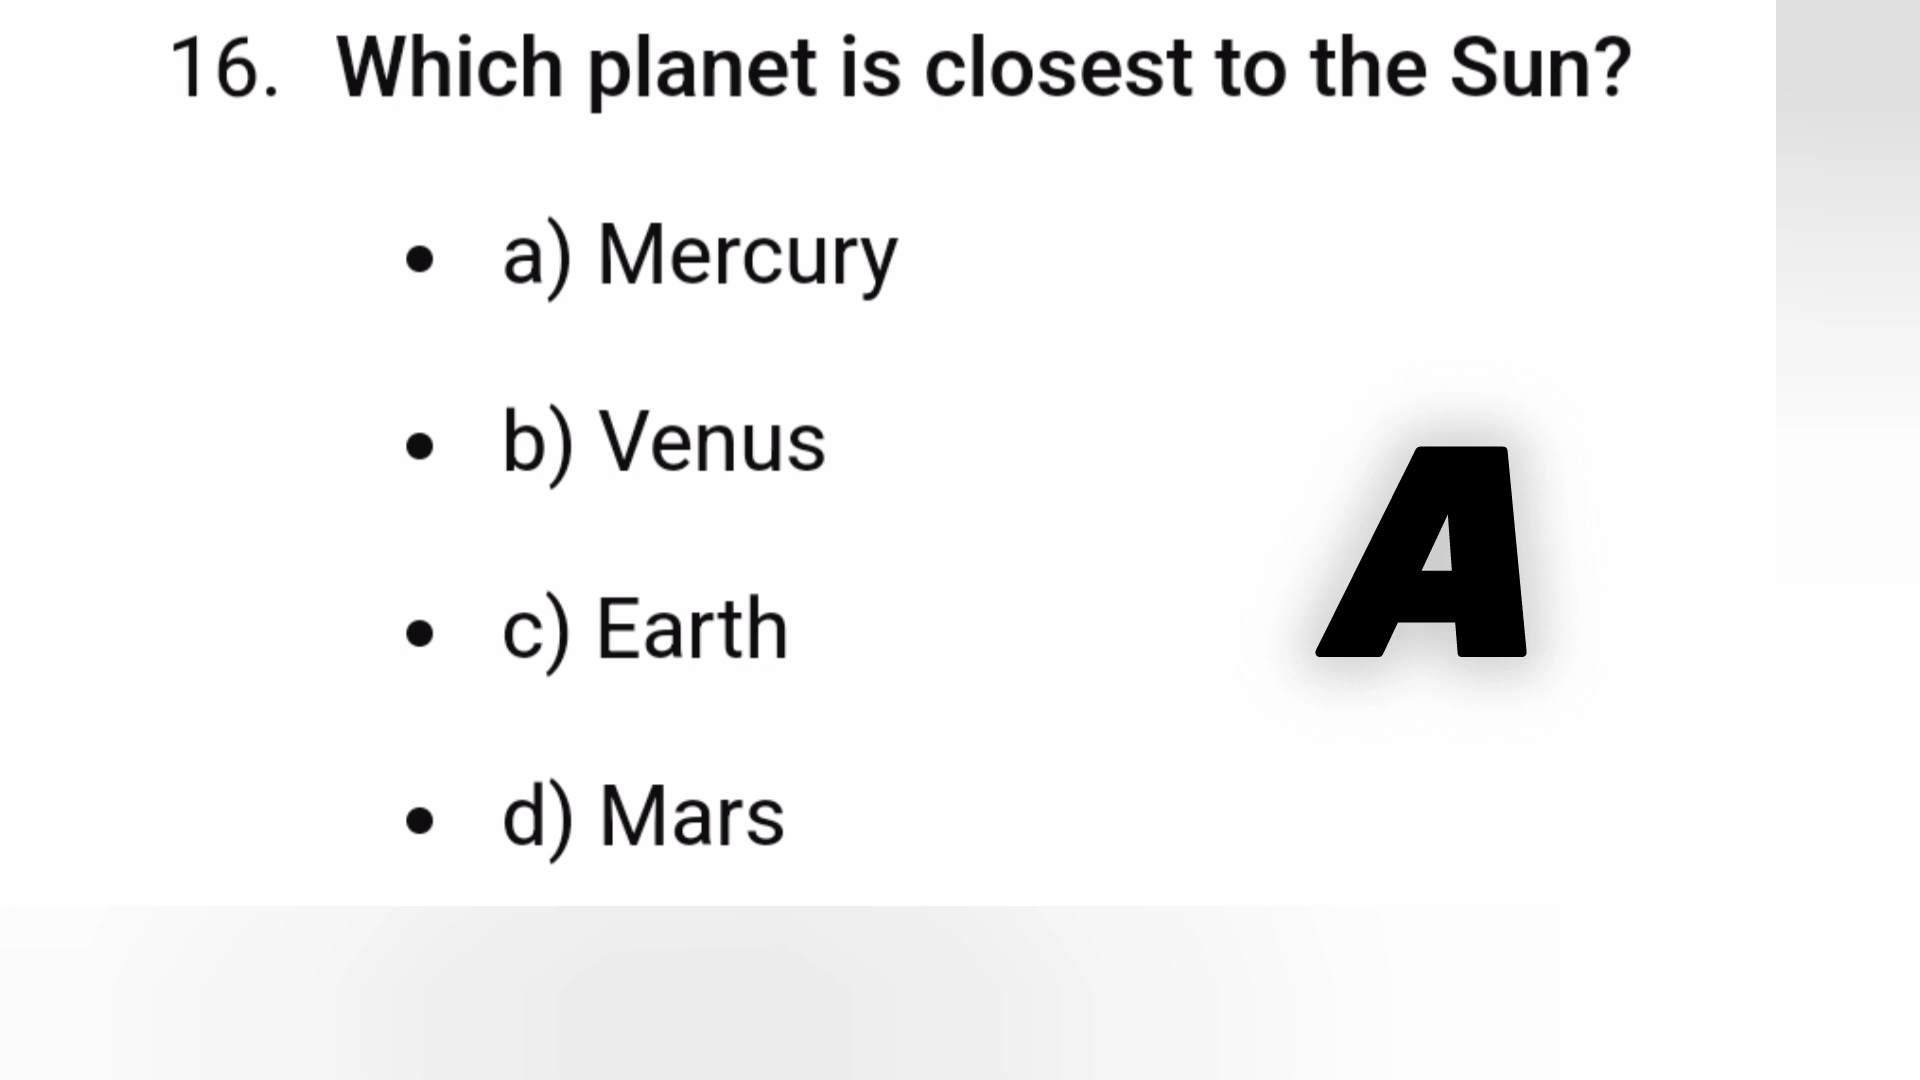 16. Which planet is closest to the Sun?
• a) Mercury
• b) Venus
• c) Earth
• d) Mars
A